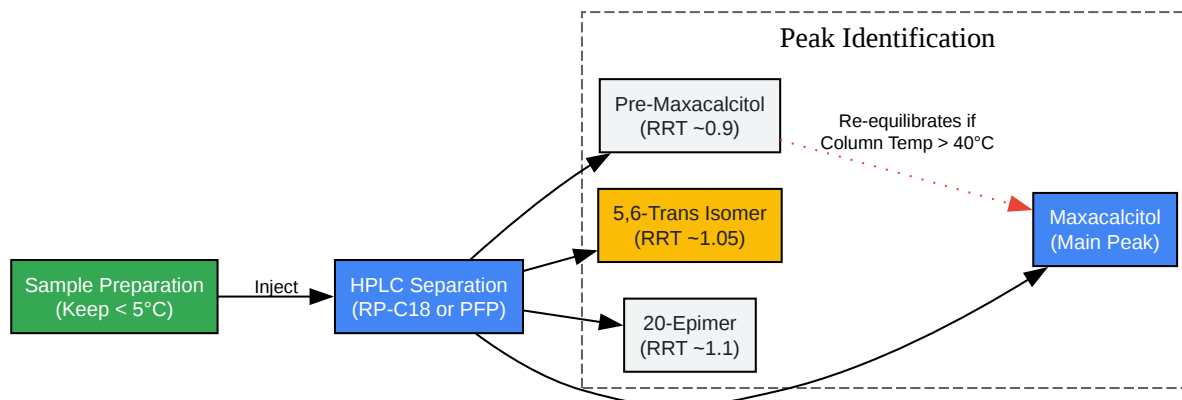 Peak Identification
Pre-Maxacalcitol
(RRT ~0.9)
Re-equilibrates if
Column Temp > 40°C
5,6-Trans Isomer
(RRT ~1.05)
Maxacalcitol
(Main Peak)
Sample Preparation
(Keep < 5°C)
Inject
HPLC Separation
(RP-C18 or PFP)
20-Epimer
(RRT ~1.1)